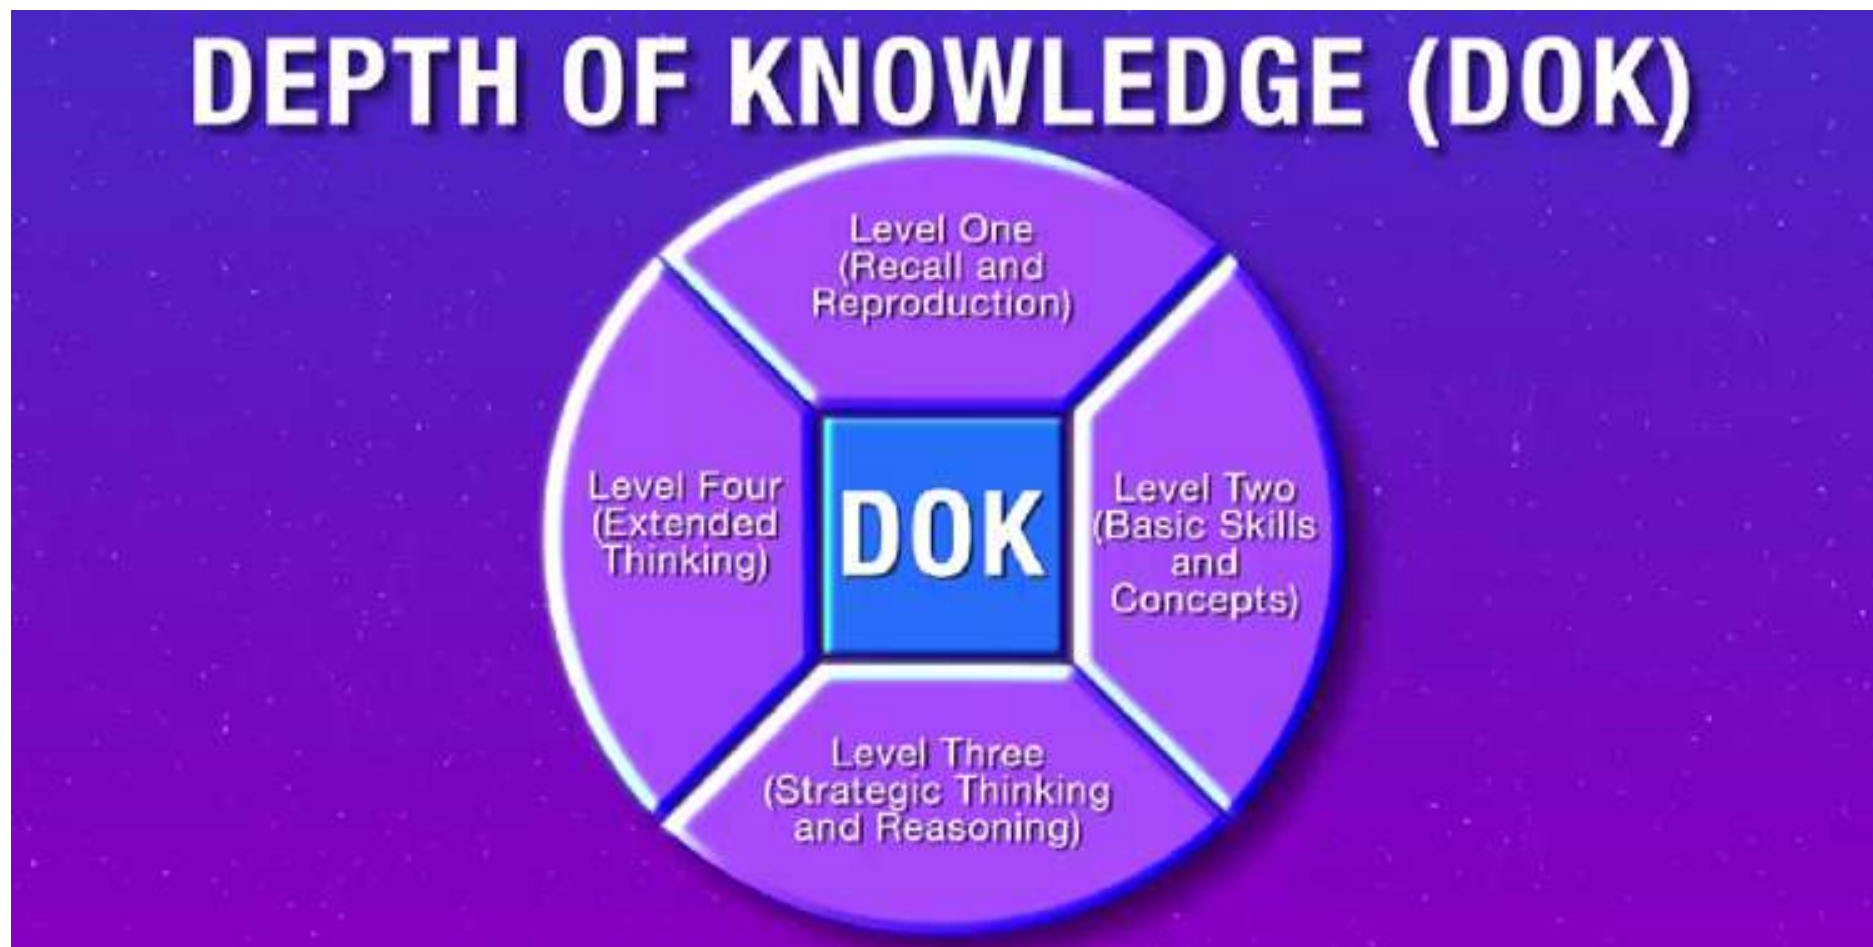 DEPTH OF KNOWLEDGE (DOK)
Level One
(Recall and
Reproduction)
Level Four
(Extended
Thinking)
DOK
Level Two
(Basic Skills
and
Concepts)
Level Three
(Strategic Thinking
and Reasoning)